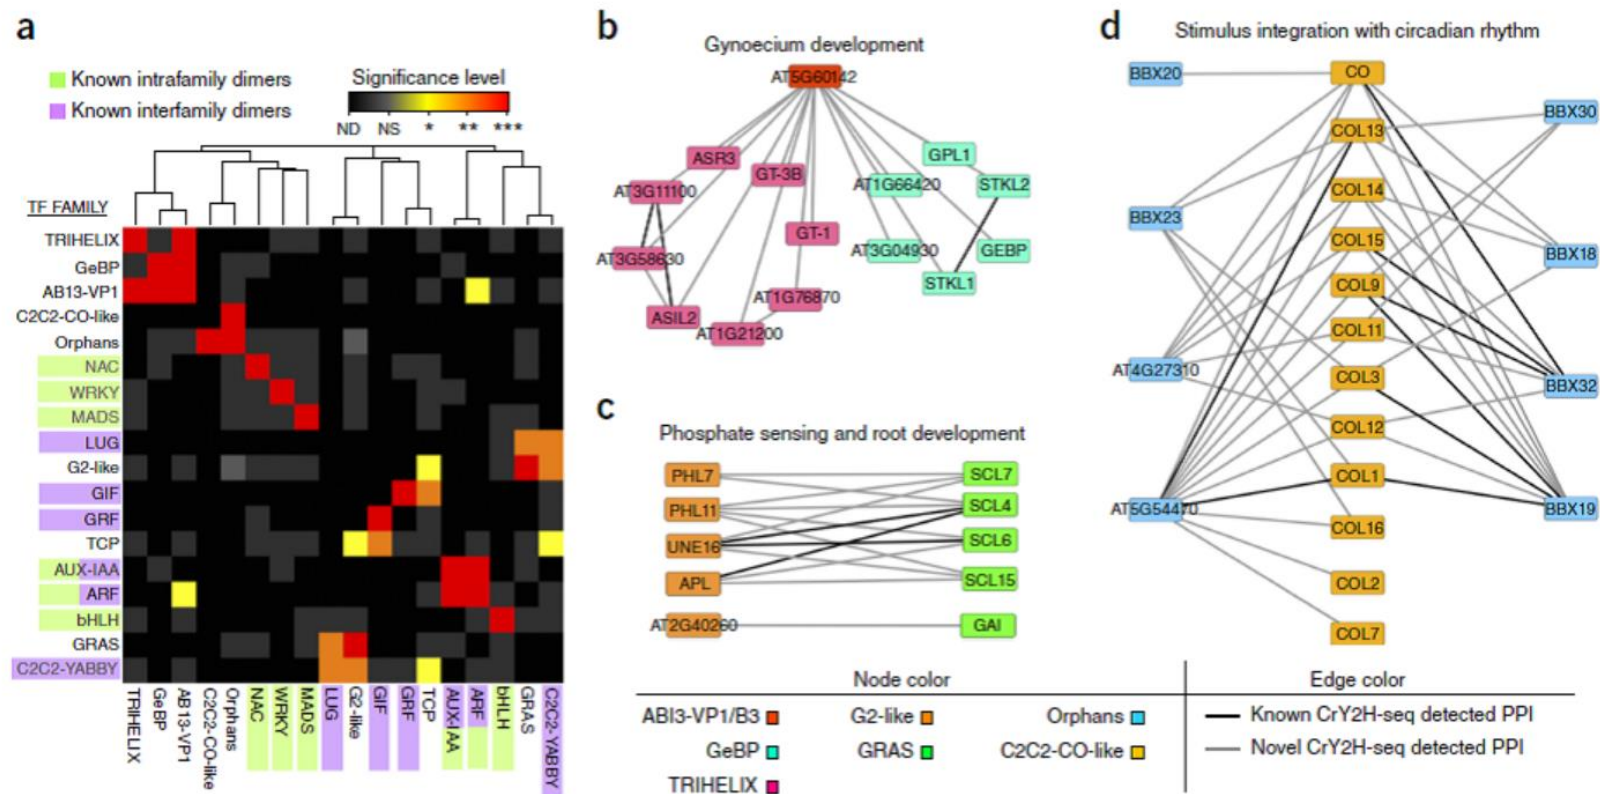 a
Known intrafamily dimers
Known interfamily dimers
Significance level
ND NS * ** ***
TF FAMILY
TRIHELIX
GeBP
AB13-VP1
C2C2-CO-like
Orphans
NAC
WRKY
MADS
LUG
G2-like
GIF
GRF
TCP
AUX-IAA
ARF
bHLH
GRAS
C2C2-YABBY
TRIHELIX
GeBP
AB13-VP1
C2C2-CO-like
Orphans
NAC
WRKY
MADS
LUG
G2-like
GIF
GRF
TCP
AUX-IAA
ARF
bHLH
GRAS
C2C2-YABBY
b
Gynoecium development
AT5G60142
ASR3
GPL1
GT-3B
AT3G11100
AT1G66420
STKL2
GT-1
AT3G58630
AT3G04930
GEBP
STKL1
AT1G76870
ASIL2
AT1G21200
c
Phosphate sensing and root development
PHL7
SCL7
PHL11
SCL4
UNE16
SCL6
APL
SCL15
AT2G40260
GAI
d
Stimulus integration with circadian rhythm
BBX20
CO
BBX30
COL13
COL14
BBX23
COL15
BBX18
COL9
COL11
AT4G27310
COL3
BBX32
COL12
COL1
AT5G54470
BBX19
COL16
COL2
COL7
Node color
ABI3-VP1/B3
G2-like
Orphans
GeBP
GRAS
C2C2-CO-like
TRIHELIX
Edge color
Known CrY2H-seq detected PPI
Novel CrY2H-seq detected PPI